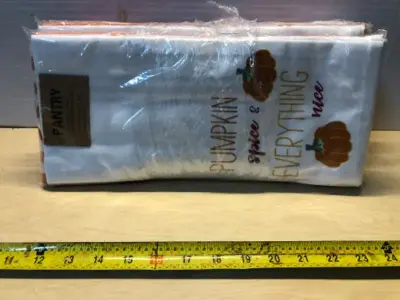 PANTRY
PUMPKIN
spice &
EVERYTHING
nice
11 12 13 14 15 16 17 18 19 20 21 22 23 24